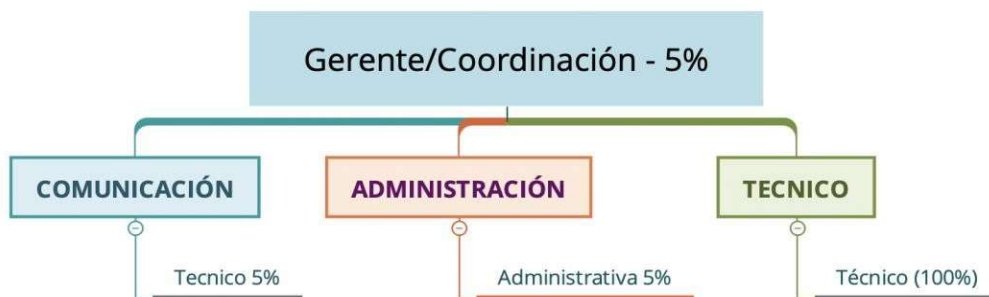 Gerente/Coordinación - 5%
COMUNICACIÓN
ADMINISTRACIÓN
TECNICO
Tecnico 5%
Administrativa 5%
Técnico (100%)